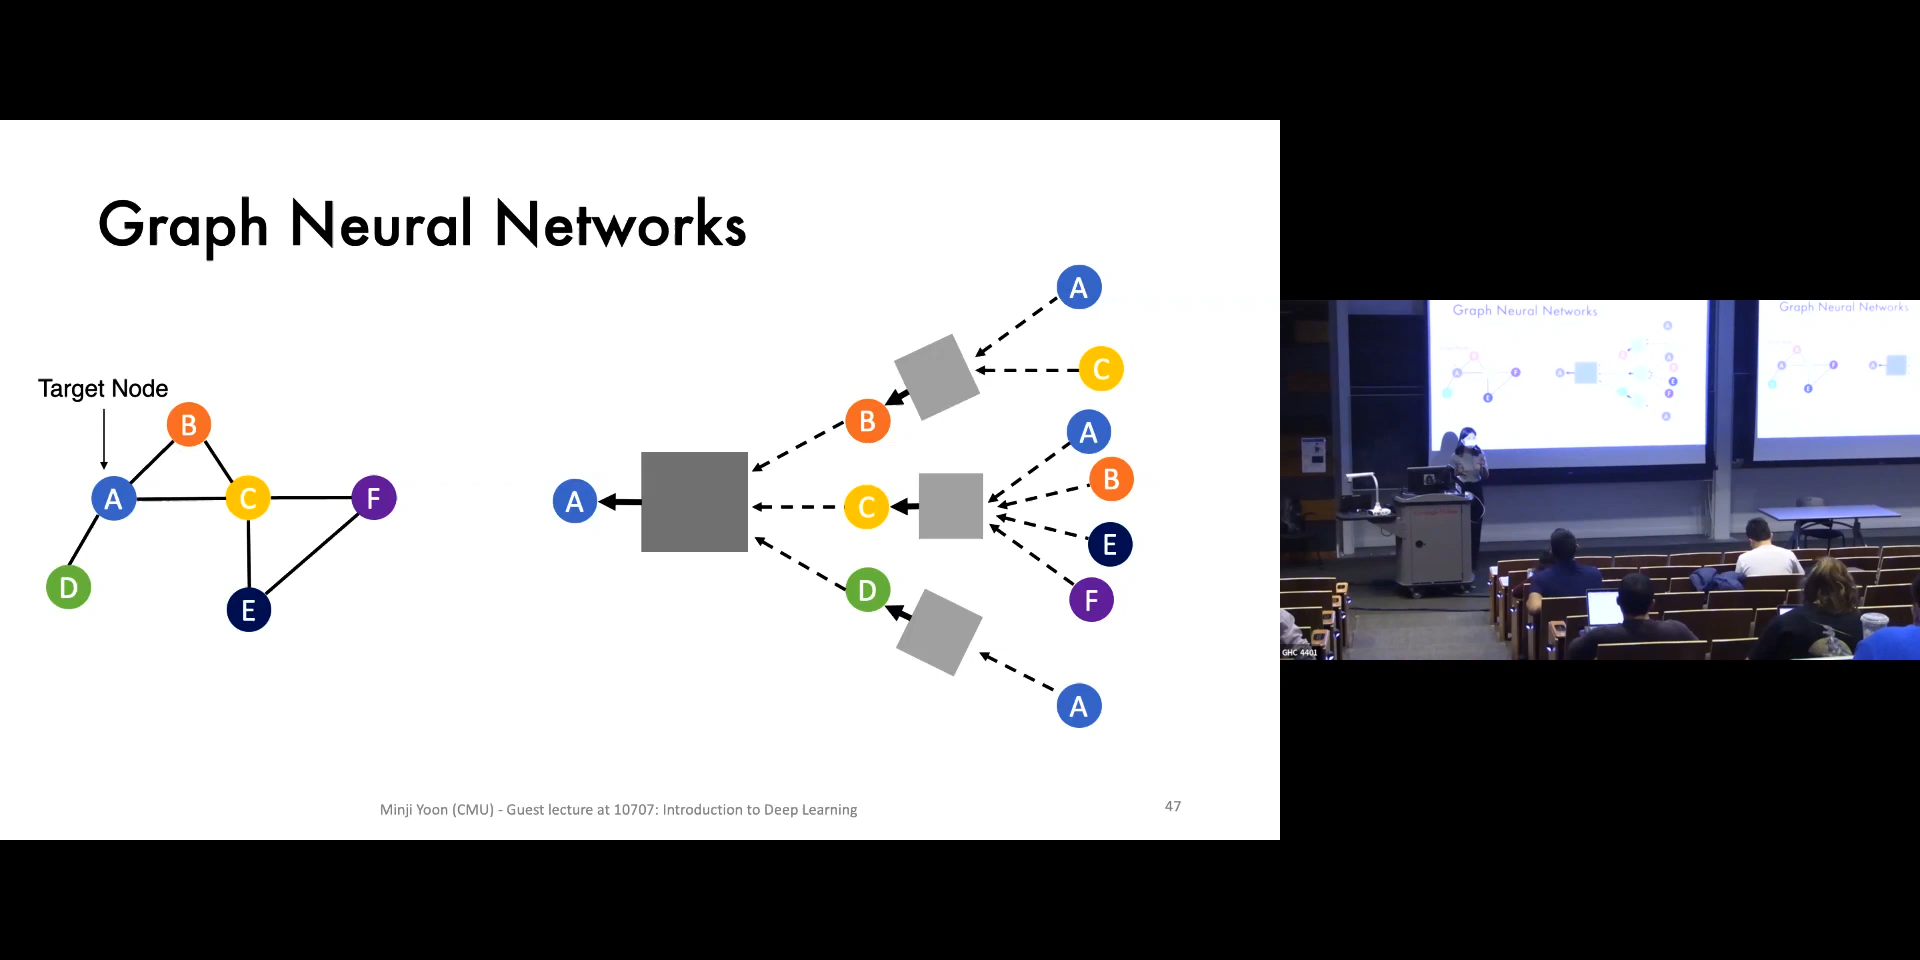 Graph Neural Networks
Target Node
A
B
C
F
D
E
A
B
C
D
A
C
A
B
E
F
A
Minji Yoon (CMU) - Guest lecture at 10707: Introduction to Deep Learning
47
Graph Neural Networks
Graph Neural Networks
GHC 4401